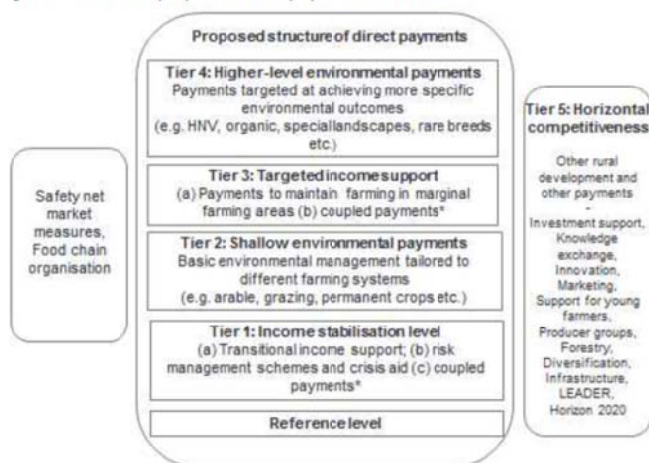 Proposed structure of direct payments
Tier 4: Higher-level environmental payments
Payments targeted at achieving more specific
environmental outcomes
(e.g. HNV, organic, special landscapes, rare breeds
etc.)
Tier 3: Targeted income support
(a) Payments to maintain farming in marginal
farming areas (b) coupled payments*
Tier 2: Shallow environmental payments
Basic environmental management tailored to
different farming systems
(e.g. arable, grazing, permanent crops etc.)
Tier 1: Income stabilisation level
(a) Transitional income support; (b) risk
management schemes and crisis aid (c) coupled
payments*
Reference level
Safety net
market
measures,
Food chain
organisation
Tier 5: Horizontal
competitiveness
Other rural
development and
other payments
-
Investment support,
Knowledge
exchange,
Innovation,
Marketing,
Support for young
farmers,
Producer groups,
Forestry,
Diversification,
Infrastructure,
LEADER,
Horizon 2020